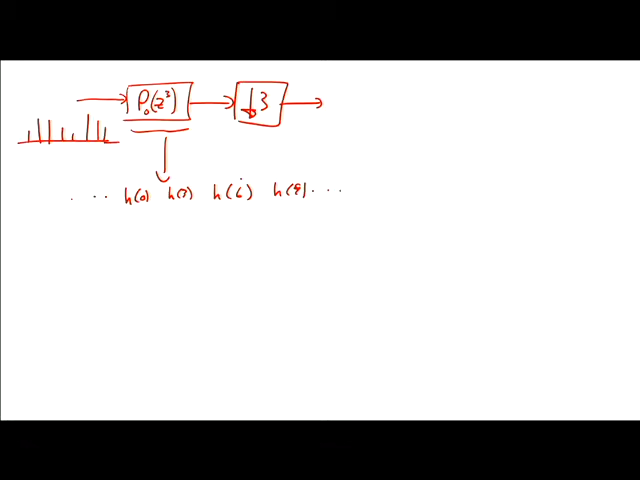 P₀(z³) ↓3
. . . h(0) h(3) h(6) h(9) . . .